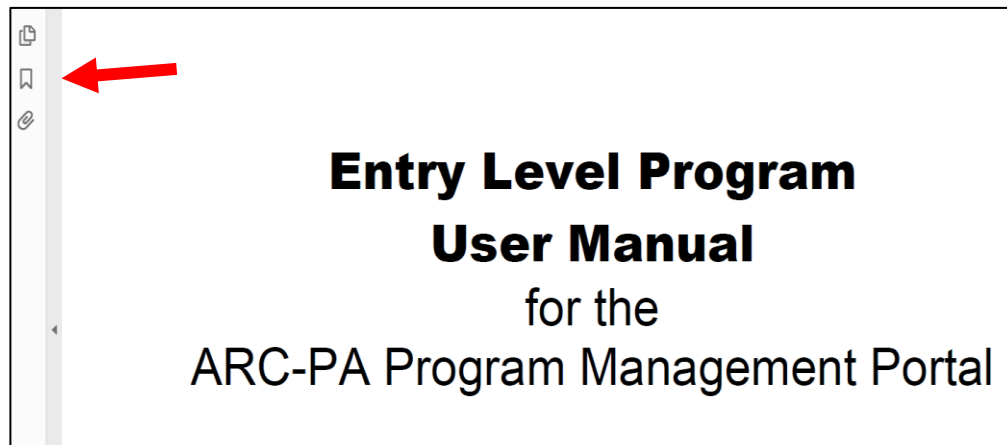 Entry Level Program
User Manual
for the
ARC-PA Program Management Portal